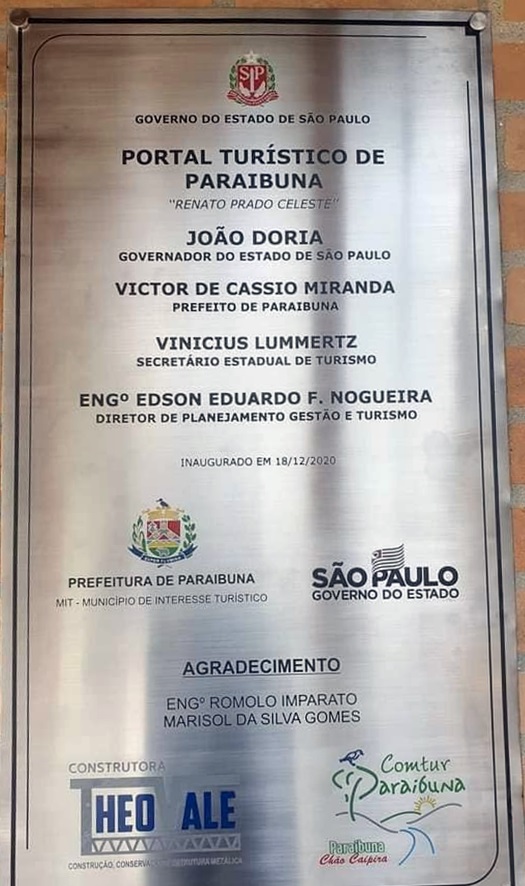 SP
GOVERNO DO ESTADO DE SÃO PAULO
PORTAL TURÍSTICO DE
PARAIBUNA
"RENATO PRADO CELESTE"
JOÃO DORIA
GOVERNADOR DO ESTADO DE SÃO PAULO
VICTOR DE CASSIO MIRANDA
PREFEITO DE PARAIBUNA
VINICIUS LUMMERTZ
SECRETÁRIO ESTADUAL DE TURISMO
ENGº EDSON EDUARDO F. NOGUEIRA
DIRETOR DE PLANEJAMENTO GESTÃO E TURISMO
INAUGURADO EM 18/12/2020
PREFEITURA DE PARAIBUNA
MIT - MUNICÍPIO DE INTERESSE TURÍSTICO
SÃO PAULO
GOVERNO DO ESTADO
AGRADECIMENTO
ENGº ROMOLO IMPARATO
MARISOL DA SILVA GOMES
CONSTRUTORA
THEOVALE
CONSTRUÇÃO, ESTRUTURA METÁLICA
Comtur
Paraibuna
Paraibuna
Chão Caipira